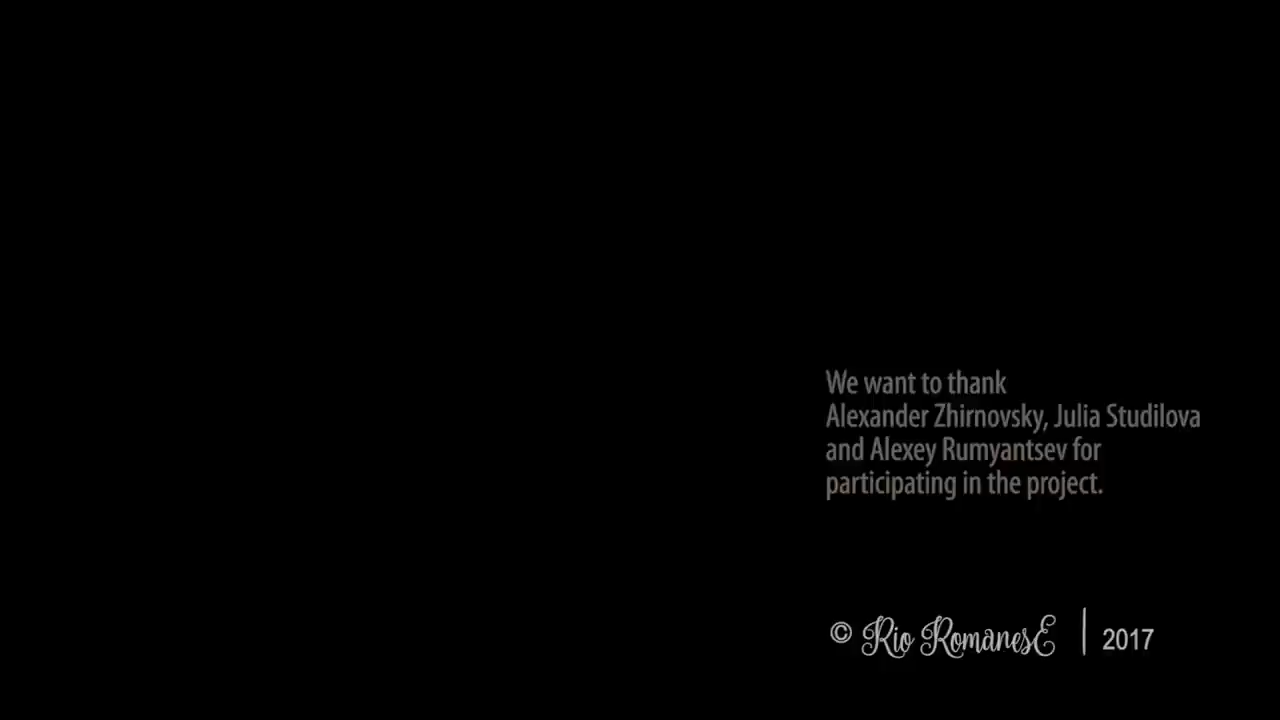 We want to thank
Alexander Zhirnovsky, Julia Studilova
and Alexey Rumyantsev for
participating in the project.
© Rio RomanesE | 2017